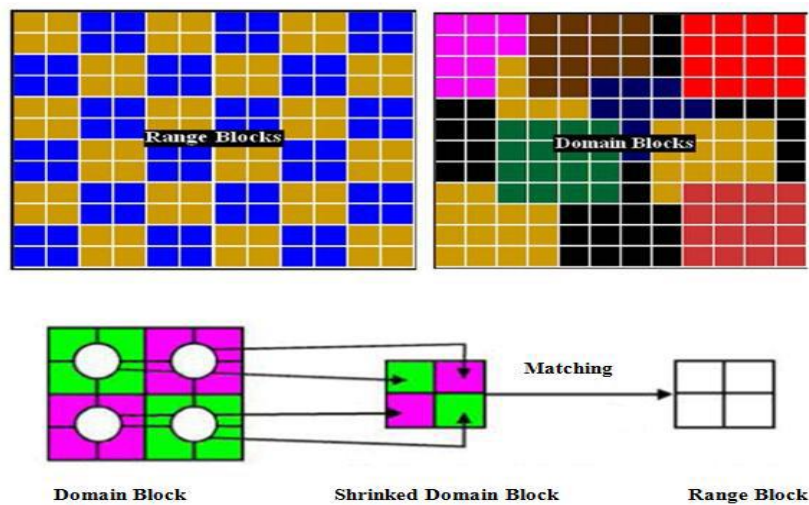 Range Blocks
Domain Blocks
Matching
Domain Block
Shrinked Domain Block
Range Block